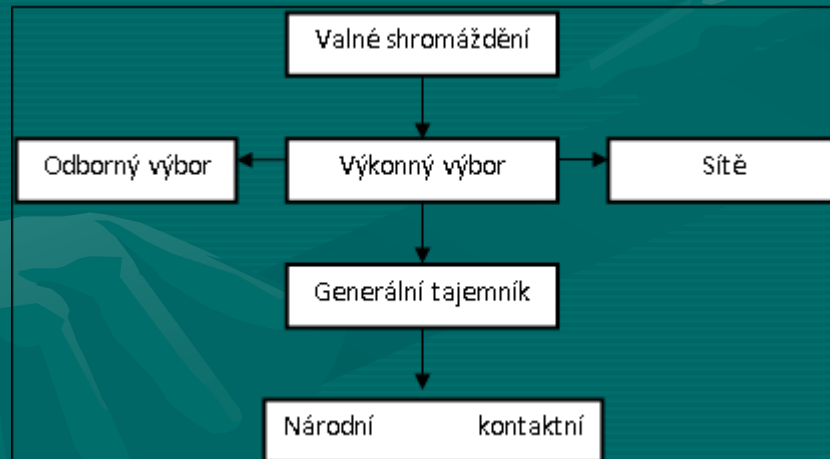 Valné shromáždění
Odborný výbor
Výkonný výbor
Sítě
Generální tajemník
Národní kontaktní